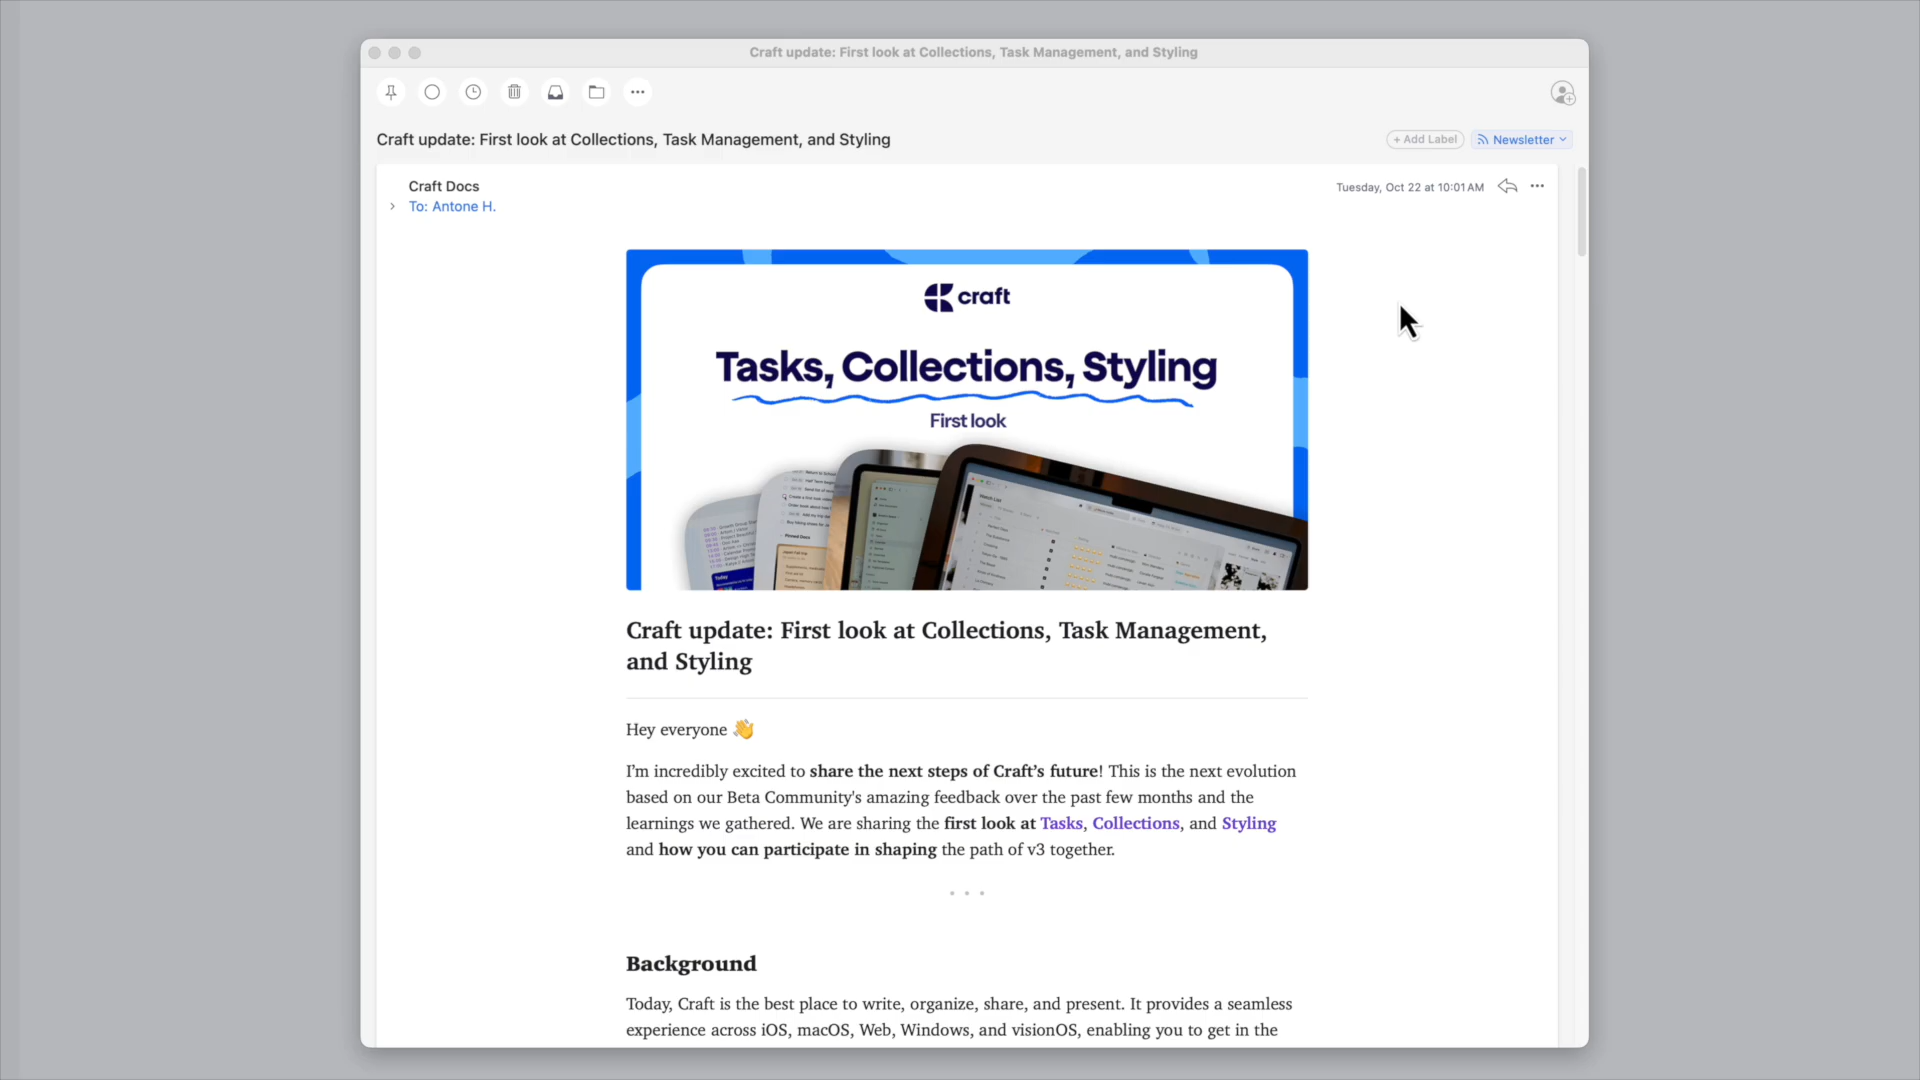 Craft update: First look at Collections, Task Management, and Styling
Craft update: First look at Collections, Task Management, and Styling
+ Add Label
Newsletter
Craft Docs
Tuesday, Oct 22 at 10:01 AM
To: Antone H.
craft
Tasks, Collections, Styling
First look
Craft update: First look at Collections, Task Management,
and Styling
Hey everyone 👋
I'm incredibly excited to share the next steps of Craft's future! This is the next evolution
based on our Beta Community's amazing feedback over the past few months and the
learnings we gathered. We are sharing the first look at Tasks, Collections, and Styling
and how you can participate in shaping the path of v3 together.
Background
Today, Craft is the best place to write, organize, share, and present. It provides a seamless
experience across iOS, macOS, Web, Windows, and visionOS, enabling you to get in the